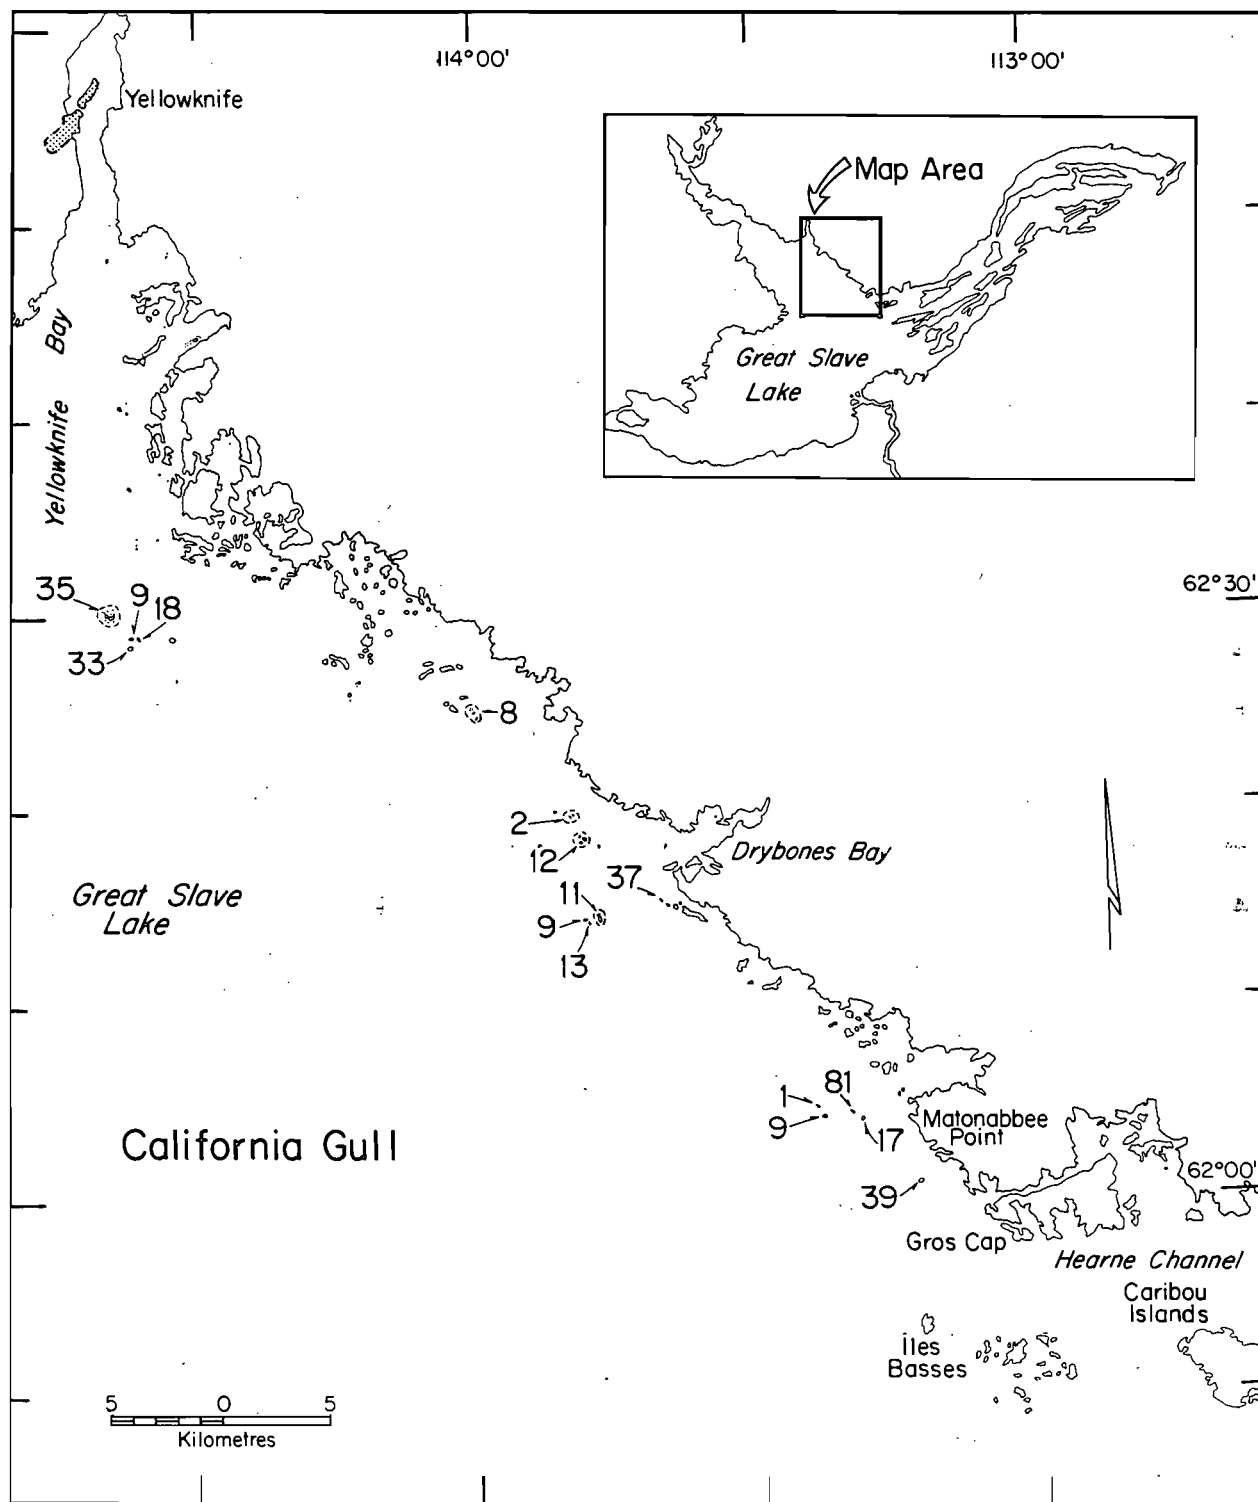 114°00'
113°00'
Yellowknife
Map Area
Great Slave
Lake
Yellowknife Bay
62°30'
35
9
18
33
8
2
12
Drybones Bay
37
11
9
13
Great Slave
Lake
81
1
9
17
Matonabbee
Point
California Gull
62°00'
39
Gros Cap
Hearne Channel
Caribou
Islands
Îles
Basses
5 0 5
Kilometres